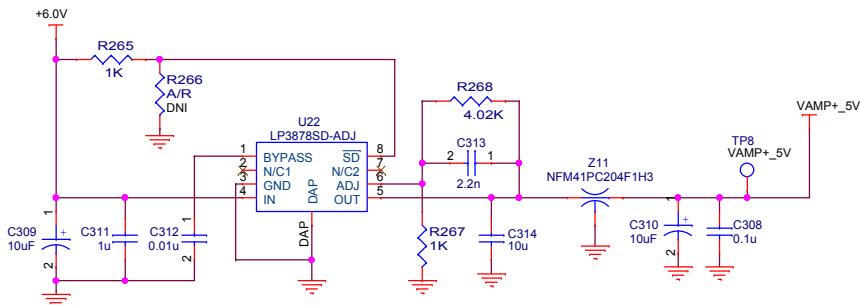 +6.0V
R265
1K
R266
A/R
DNI
U22
LP3878SD-ADJ
1 BYPASS SD 8
2 N/C1 N/C2 7
3 GND ADJ 6
4 IN OUT 5
DAP
DAP
R268
4.02K
C313
2 1
2.2n
R267
1K
Z11
NFM41PC204F1H3
TP8
VAMP+_5V
VAMP+_5V
C309
10uF
1
+
2
C311
1u
C312
0.01u
1
2
C314
10u
C310
10uF
1
+
2
C308
0.1u